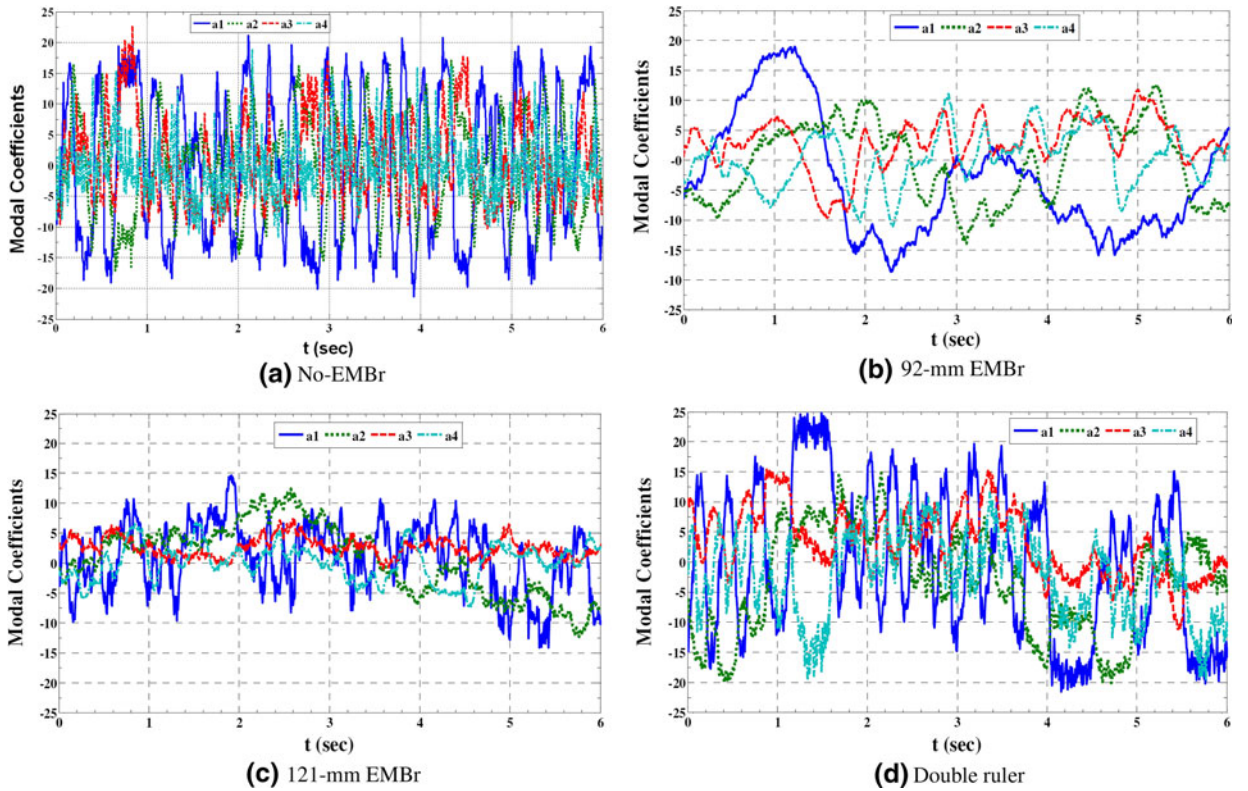 a1 a2 a3 a4
25
20
15
10
5
0
-5
-10
-15
-20
-25
Modal Coefficients
0 1 2 3 4 5 6
t (sec)
(a) No-EMBr
a1 a2 a3 a4
25
20
15
10
5
-0
-5
-10
-15
-10
-25
Modal Coefficients
0 1 2 3 4 5 6
t (sec)
(b) 92-mm EMBr
a1 a2 a3 a4
25
20
15
10
5
0
-5
-10
-15
-20
-25
Modal Coefficients
0 1 2 3 4 5 6
t (sec)
(c) 121-mm EMBr
a1 a2 a3 a4
25
20
15
10
5
0
-5
-10
-15
-20
-25
Modal Coefficients
0 1 2 3 4 5 6
t (sec)
(d) Double ruler